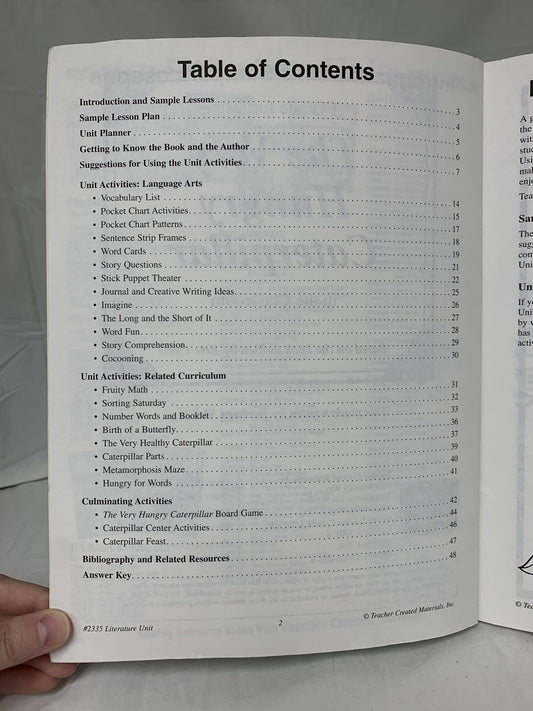 Table of Contents
Introduction and Sample Lessons . . . . . . . . . . 3
Sample Lesson Plan . . . . . . . . . . 4
Unit Planner . . . . . . . . . . 5
Getting to Know the Book and the Author . . . . . . . . . . 6
Suggestions for Using the Unit Activities . . . . . . . . . . 7
Unit Activities: Language Arts
• Vocabulary List . . . . . . . . . . 14
• Pocket Chart Activities . . . . . . . . . . 15
• Pocket Chart Patterns . . . . . . . . . . 17
• Sentence Strip Frames . . . . . . . . . . 18
• Word Cards . . . . . . . . . . 19
• Story Questions . . . . . . . . . . 21
• Stick Puppet Theater . . . . . . . . . . 22
• Journal and Creative Writing Ideas . . . . . . . . . . 25
• Imagine . . . . . . . . . . 26
• The Long and the Short of It . . . . . . . . . . 27
• Word Fun . . . . . . . . . . 28
• Story Comprehension . . . . . . . . . . 29
• Cocooning . . . . . . . . . . 30
Unit Activities: Related Curriculum
• Fruity Math . . . . . . . . . . 31
• Sorting Saturday . . . . . . . . . . 32
• Number Words and Booklet . . . . . . . . . . 33
• Birth of a Butterfly . . . . . . . . . . 36
• The Very Healthy Caterpillar . . . . . . . . . . 37
• Caterpillar Parts . . . . . . . . . . 39
• Metamorphosis Maze . . . . . . . . . . 40
• Hungry for Words . . . . . . . . . . 41
Culminating Activities
• The Very Hungry Caterpillar Board Game . . . . . . . . . . 42
• Caterpillar Center Activities . . . . . . . . . . 44
• Caterpillar Feast . . . . . . . . . . 46
Bibliography and Related Resources . . . . . . . . . . 47
Answer Key . . . . . . . . . . 48
#2335 Literature Unit 2 © Teacher Created Materials, Inc.